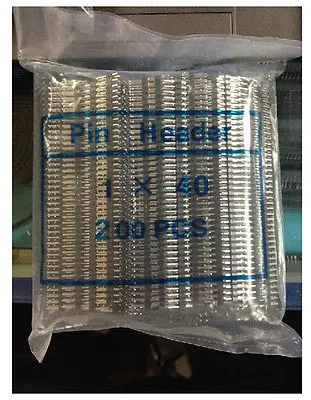 Pin Header
1 X 40
200 PCS